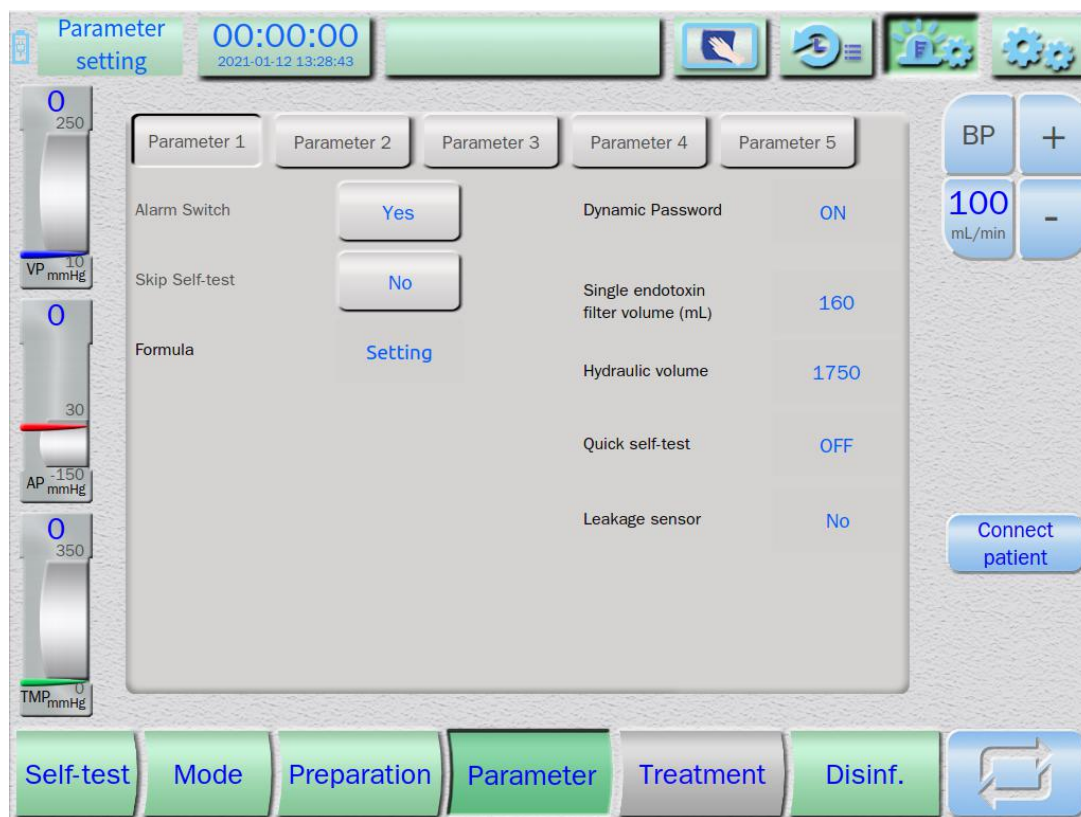 Parameter
setting
00:00:00
2021-01-12 13:28:43
0
250
10
VP mmHg
0
30
-150
AP mmHg
0
350
0
TMP mmHg
Parameter 1
Parameter 2
Parameter 3
Parameter 4
Parameter 5
Alarm Switch
Yes
Skip Self-test
No
Formula
Setting
Dynamic Password
ON
Single endotoxin
filter volume (mL)
160
Hydraulic volume
1750
Quick self-test
OFF
Leakage sensor
No
BP
+
100
mL/min
-
Connect
patient
Self-test
Mode
Preparation
Parameter
Treatment
Disinf.